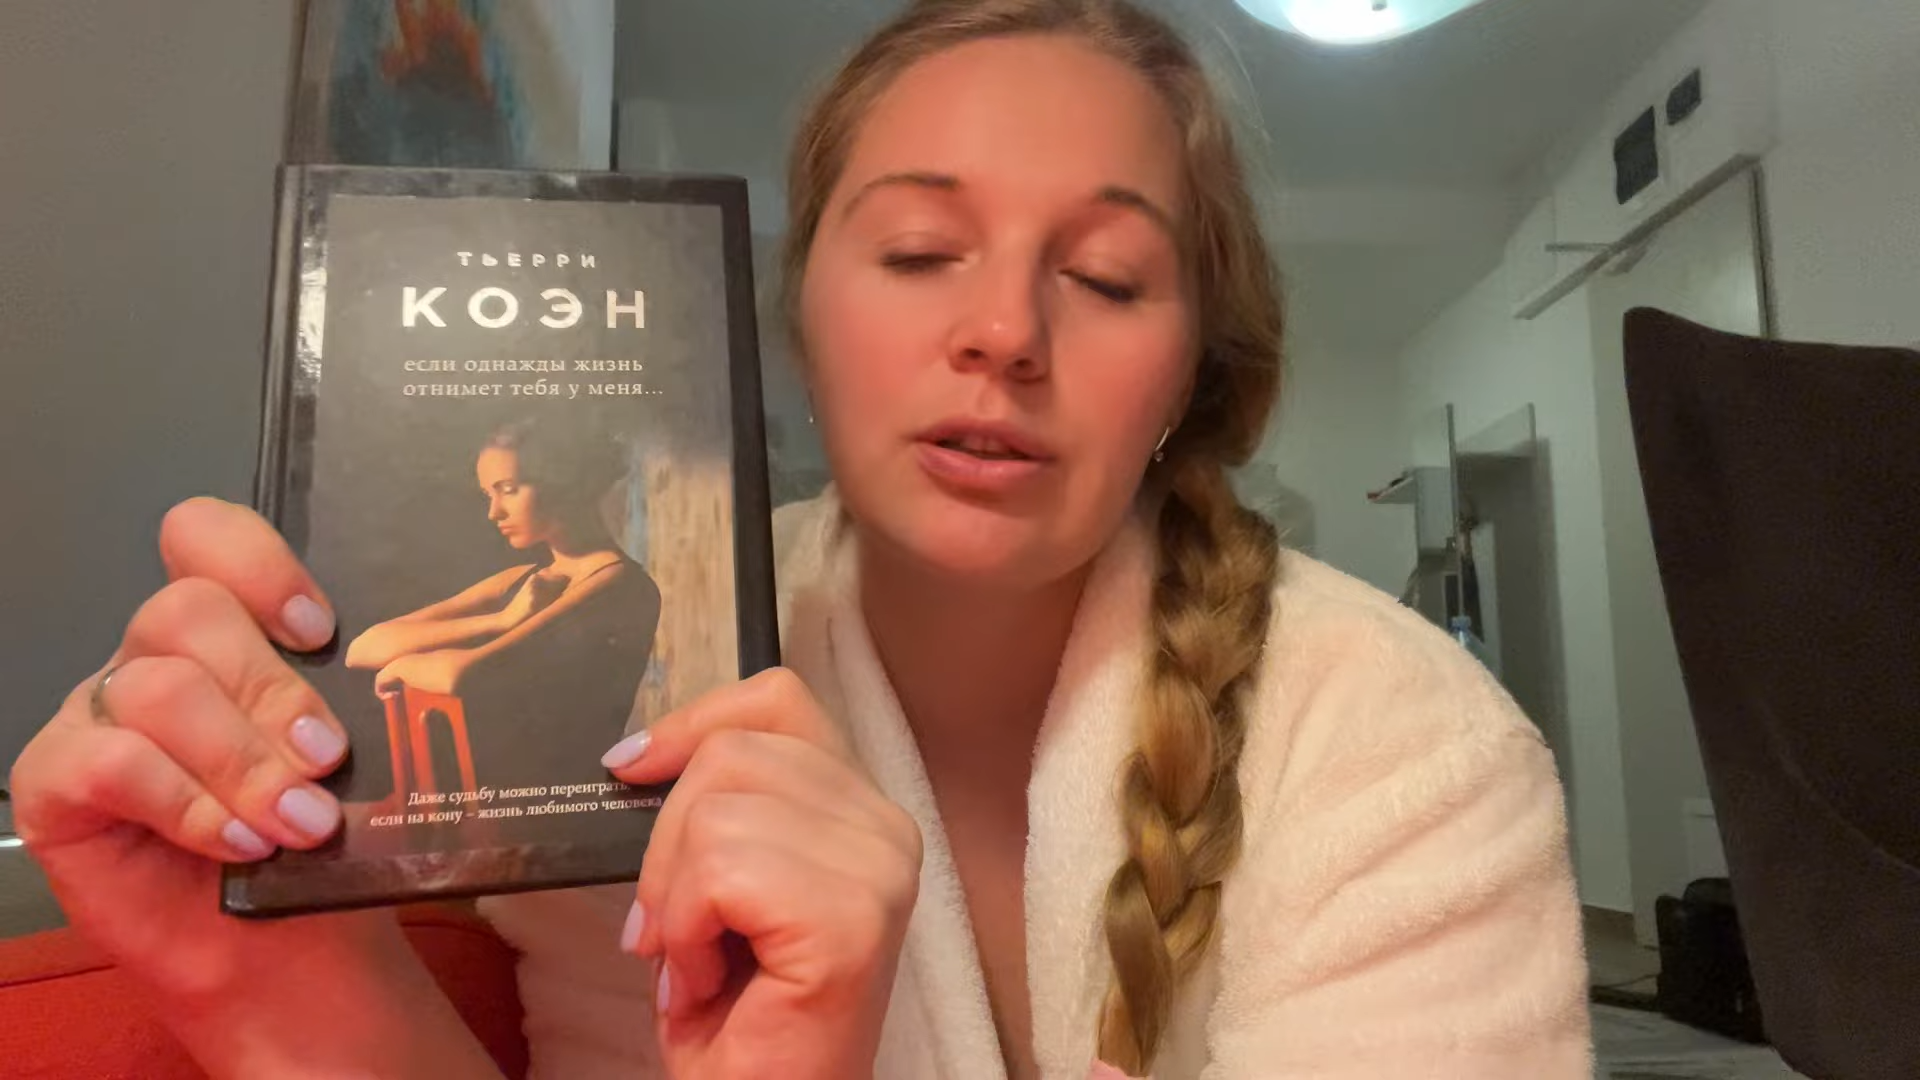 ТЬЕРРИ
КОЭН
если однажды жизнь
отнимет тебя у меня...
Даже судьбу можно переиграть,
если на кону – жизнь любимого человека